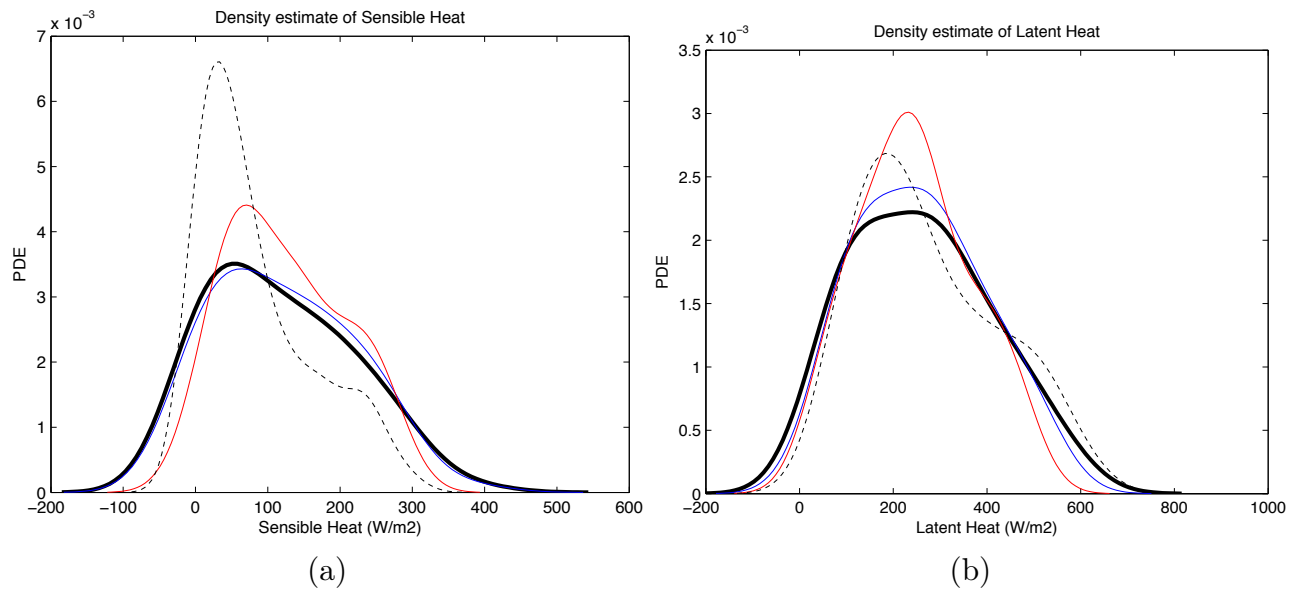 Density estimate of Sensible Heat
x 10⁻³
7
6
5
4
3
2
1
0
PDE
−200 −100 0 100 200 300 400 500 600
Sensible Heat (W/m2)
(a)
Density estimate of Latent Heat
x 10⁻³
3.5
3
2.5
2
1.5
1
0.5
0
PDE
−200 0 200 400 600 800 1000
Latent Heat (W/m2)
(b)